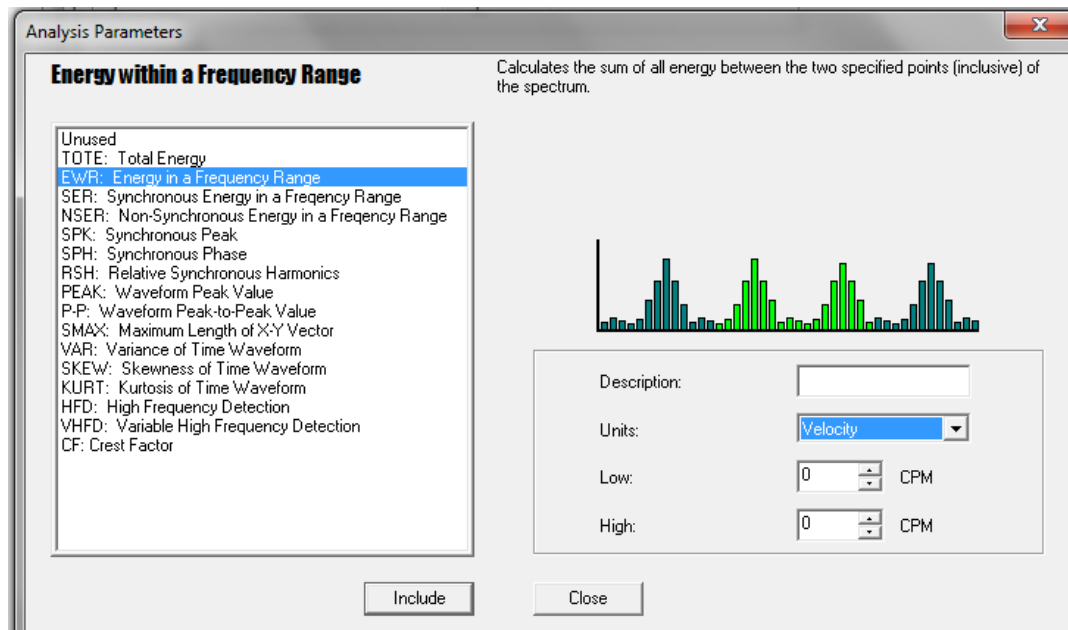 Analysis Parameters
Energy within a Frequency Range
Calculates the sum of all energy between the two specified points (inclusive) of
the spectrum.
Unused
TOTE: Total Energy
EWR: Energy in a Frequency Range
SER: Synchronous Energy in a Freqency Range
NSER: Non-Synchronous Energy in a Freqency Range
SPK: Synchronous Peak
SPH: Synchronous Phase
RSH: Relative Synchronous Harmonics
PEAK: Waveform Peak Value
P-P: Waveform Peak-to-Peak Value
SMAX: Maximum Length of X-Y Vector
VAR: Variance of Time Waveform
SKEW: Skewness of Time Waveform
KURT: Kurtosis of Time Waveform
HFD: High Frequency Detection
VHFD: Variable High Frequency Detection
CF: Crest Factor
Description:
Units: Velocity
Low: 0 CPM
High: 0 CPM
Include Close